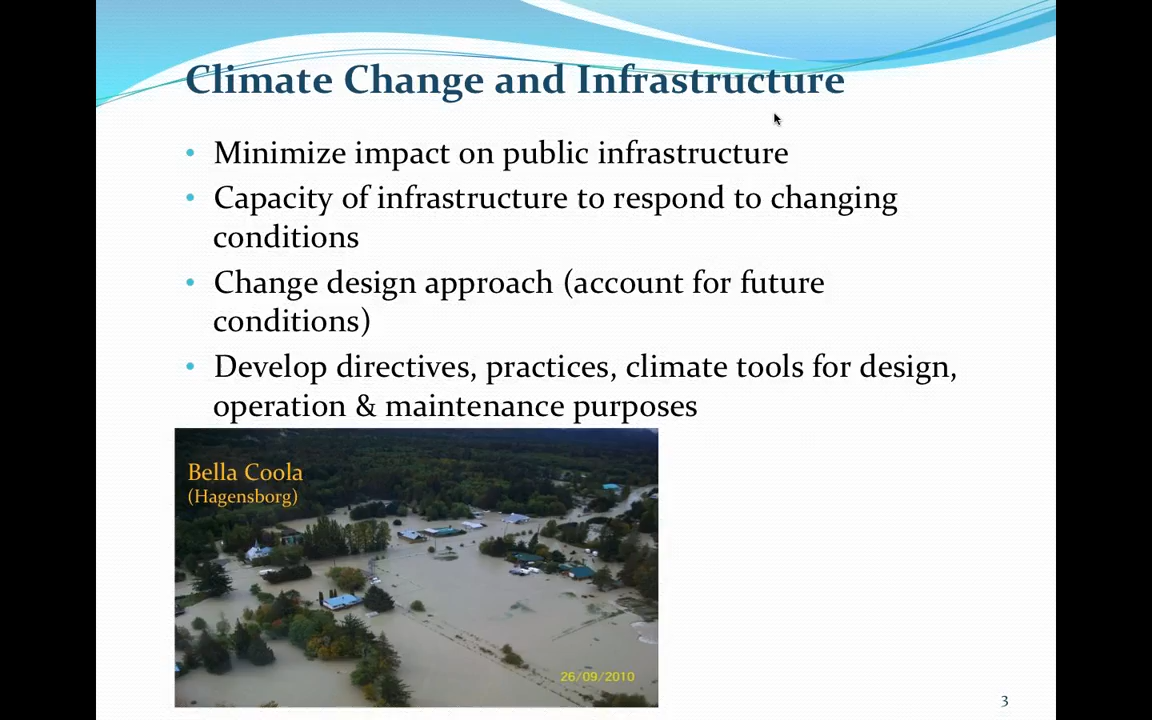 Climate Change and Infrastructure
• Minimize impact on public infrastructure
• Capacity of infrastructure to respond to changing
conditions
• Change design approach (account for future
conditions)
• Develop directives, practices, climate tools for design,
operation & maintenance purposes
Bella Coola
(Hagensborg)
26/09/2010
3